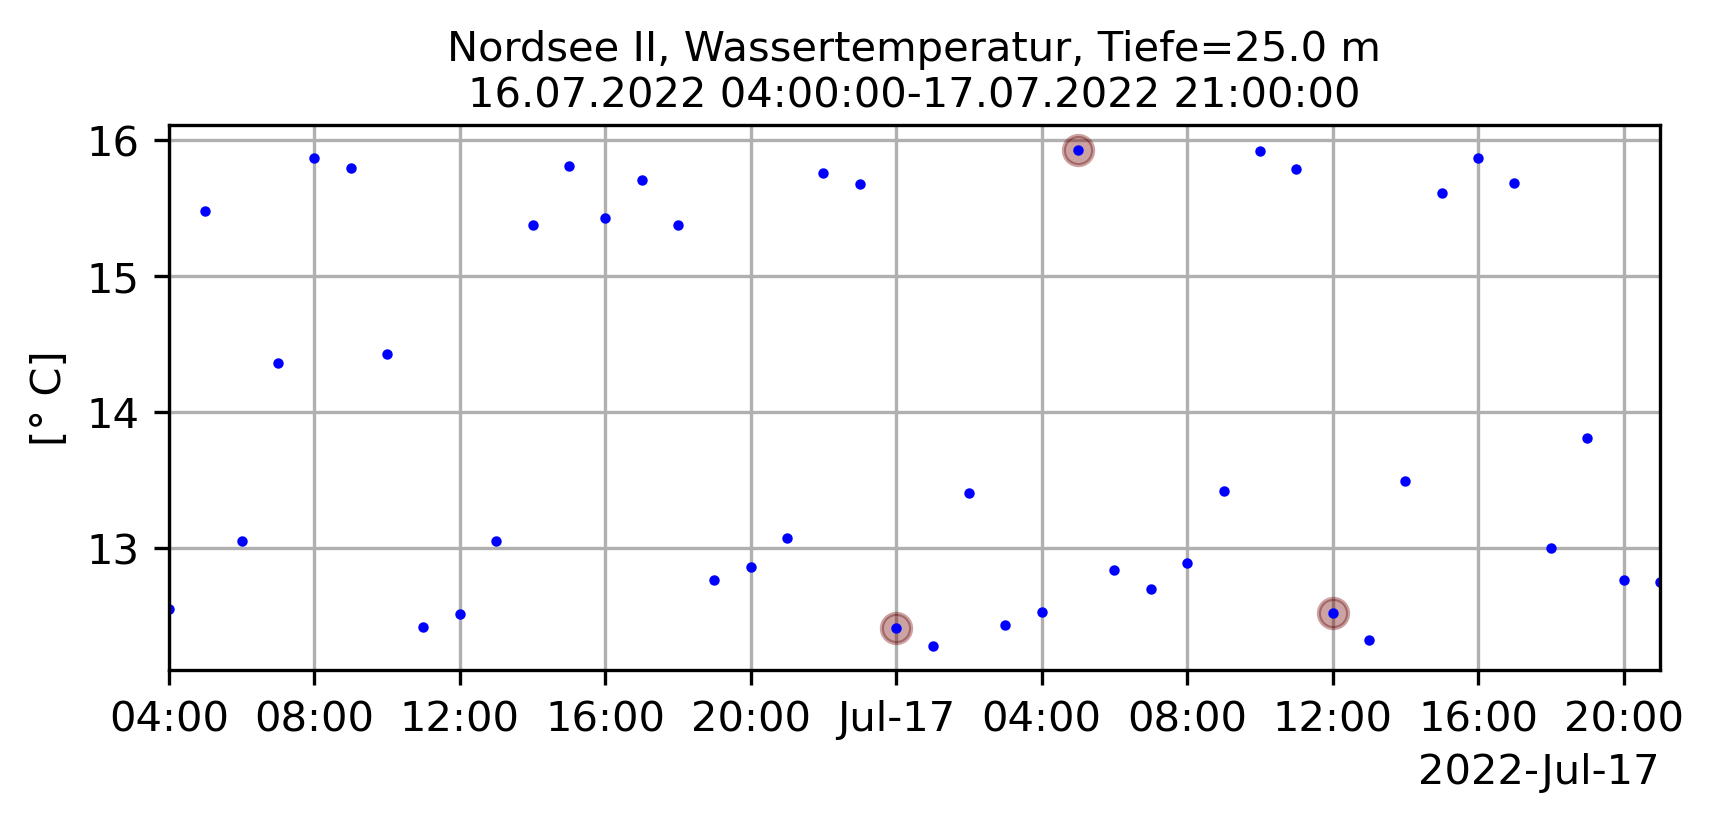 Nordsee II, Wassertemperatur, Tiefe=25.0 m
16.07.2022 04:00:00-17.07.2022 21:00:00
[° C]
16
15
14
13
04:00 08:00 12:00 16:00 20:00 Jul-17 04:00 08:00 12:00 16:00 20:00
2022-Jul-17